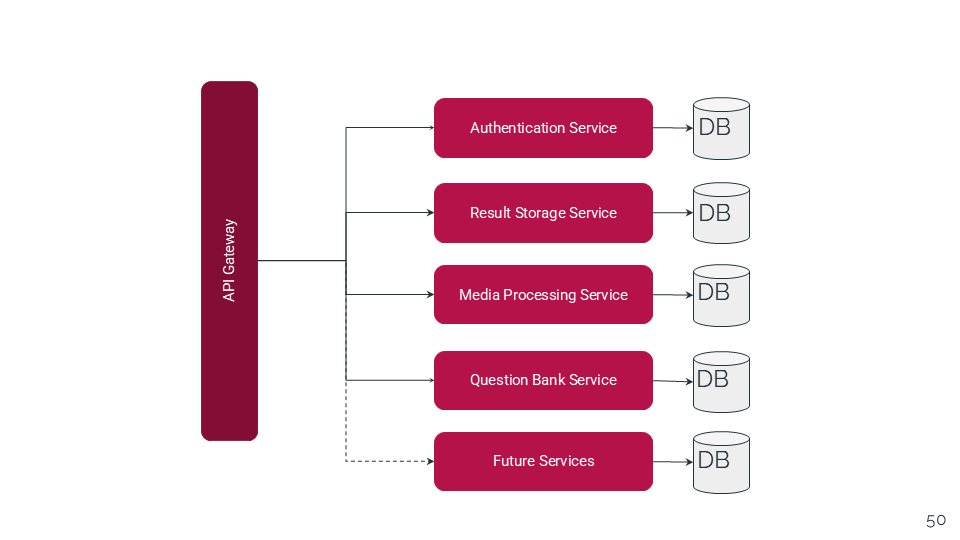 API Gateway
Authentication Service
DB
Result Storage Service
DB
Media Processing Service
DB
Question Bank Service
DB
Future Services
DB
50